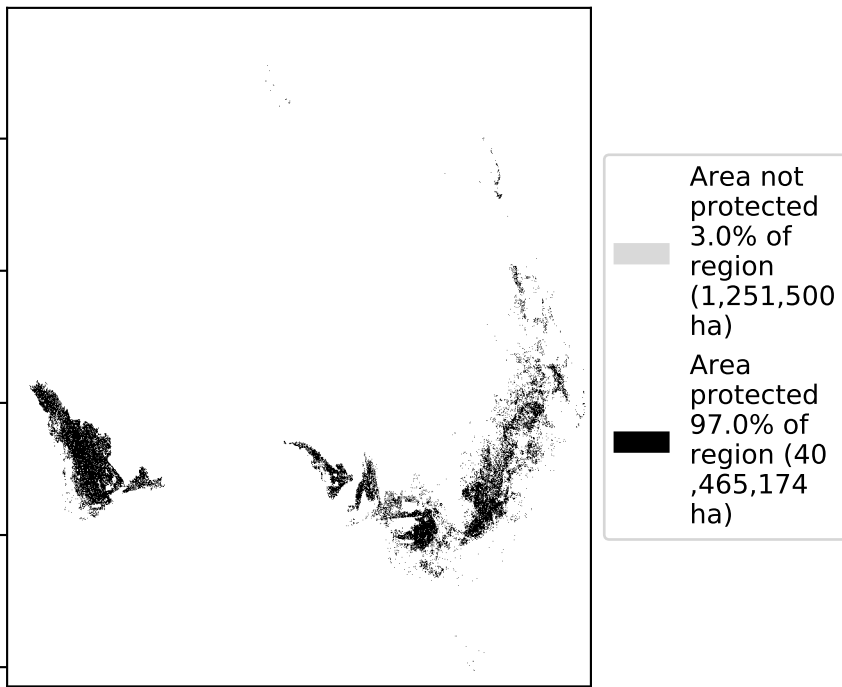 Area not
protected
3.0% of
region
(1,251,500
ha)
Area
protected
97.0% of
region (40
,465,174
ha)